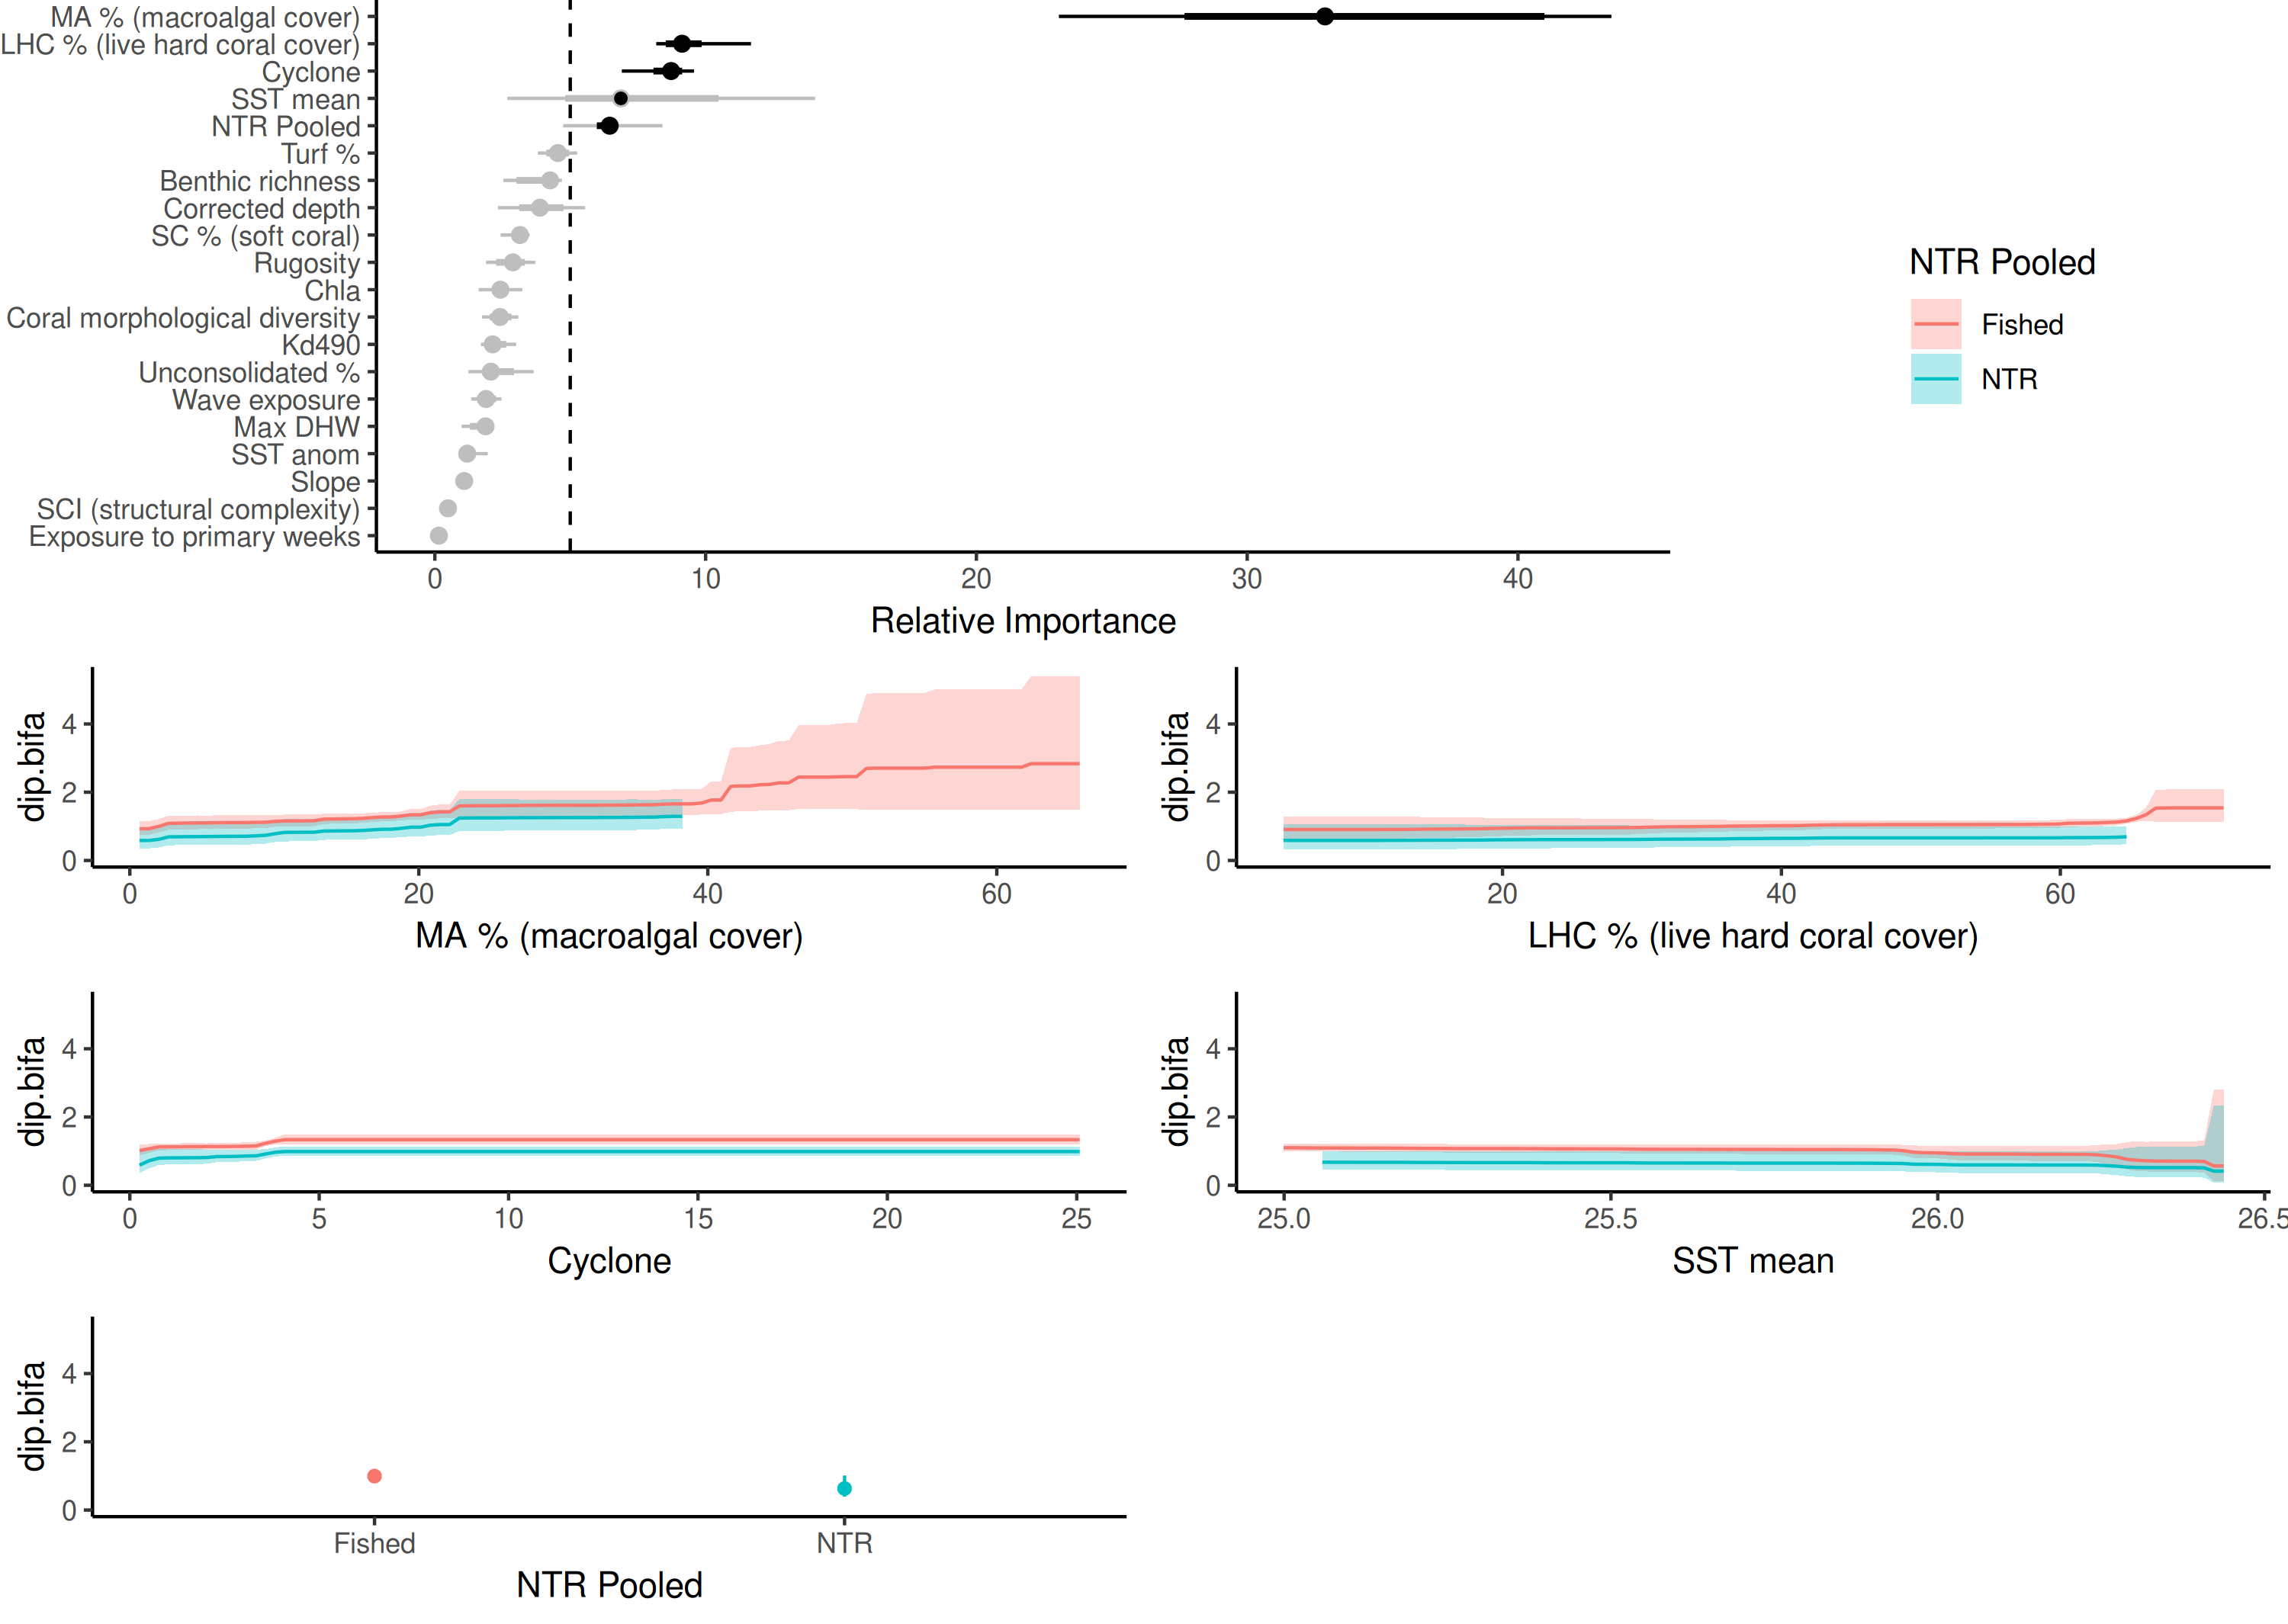 MA % (macroalgal cover)
LHC % (live hard coral cover)
Cyclone
SST mean
NTR Pooled
Turf %
Benthic richness
Corrected depth
SC % (soft coral)
Rugosity
Chla
Coral morphological diversity
Kd490
Unconsolidated %
Wave exposure
Max DHW
SST anom
Slope
SCI (structural complexity)
Exposure to primary weeks
0 10 20 30 40
Relative Importance
NTR Pooled
Fished
NTR
dip.bifa
4
2
0
0 20 40 60
MA % (macroalgal cover)
dip.bifa
4
2
0
20 40 60
LHC % (live hard coral cover)
dip.bifa
4
2
0
0 5 10 15 20 25
Cyclone
dip.bifa
4
2
0
25.0 25.5 26.0 26.5
SST mean
dip.bifa
4
2
0
Fished NTR
NTR Pooled